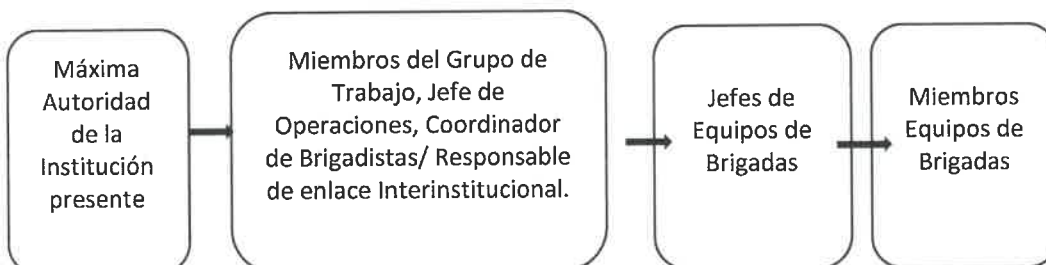 Máxima
Autoridad
de la
Institución
presente
Miembros del Grupo de
Trabajo, Jefe de
Operaciones, Coordinador
de Brigadistas/ Responsable
de enlace Interinstitucional.
Jefes de
Equipos de
Brigadas
Miembros
Equipos de
Brigadas